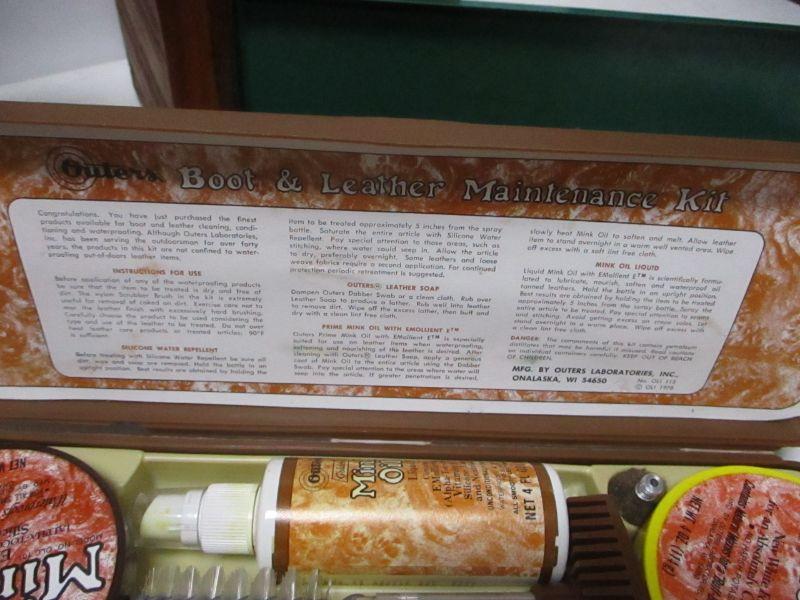 Outers Boot & Leather Maintenance Kit
Congratulations. You have just purchased the finest
products available for boot and leather cleaning, condi-
tioning and waterproofing. Although Outers Laboratories,
Inc. has been serving the outdoorsman for over forty
years, the products in this kit are not confined to water-
proofing out-of-doors leather items.
INSTRUCTIONS FOR USE
Before application of any of the waterproofing products
be sure that the item to be treated is dry and free of
dirt. The nylon Scrubber Brush in the kit is extremely
useful for removal of caked on dirt. Exercise care not to
mar the leather finish with excessively hard brushing.
Carefully choose the product to be used considering the
type and use of the leather to be treated. Do not over
heat leather care products, or treated articles; 90°F
is sufficient.
SILICONE WATER REPELLENT
Before treating with Silicone Water Repellent be sure all
dirt, wax and soap are removed. Hold the bottle in an
upright position. Best results are obtained by holding the
item to be treated approximately 5 inches from the spray
bottle. Saturate the entire article with Silicone Water
Repellent. Pay special attention to those areas, such as
stitching, where water could seep in. Allow the article
to dry, preferably overnight. Some leathers and loose
weave fabrics require a second application. For continued
protection periodic retreatment is suggested.
OUTERS® LEATHER SOAP
Dampen Outers Dabber Swab or a clean cloth. Rub over
Leather Soap to produce a lather. Rub well into leather
to remove dirt. Wipe off the excess lather, then buff and
dry with a clean lint free cloth.
PRIME MINK OIL WITH EMOLLIENT E™
Outers Prime Mink Oil with EMollient E™ is especially
suited for use on leather items when waterproofing,
softening and nourishing of the leather is desired. After
cleaning with Outers® Leather Soap, apply a generous
coat of Mink Oil to the entire article using the Dabber
Swab. Pay special attention to the areas where water will
seep into the article. If greater penetration is desired,
slowly heat Mink Oil to soften and melt. Allow leather
item to stand overnight in a warm well vented area. Wipe
off excess with a soft lint free cloth.
MINK OIL LIQUID
Liquid Mink Oil with EMollient E™ is scientifically formu-
lated to lubricate, nourish, soften and waterproof oil
tanned leathers. Hold the bottle in an upright position.
Best results are obtained by holding the item to be treated
approximately 5 inches from the spray bottle. Spray the
entire article to be treated. Pay special attention to seams
and stitching. Avoid getting excess on crepe soles. Let
stand overnight in a warm place. Wipe off excess with
a clean lint free cloth.
DANGER: The components of this kit contain petroleum
distillates that may be harmful if misused. Read cautions
on individual containers carefully. KEEP OUT OF REACH
OF CHILDREN.
MFG. BY OUTERS LABORATORIES, INC.,
ONALASKA, WI 54650
No. OLI 113
© OLI 1978
Outers
Mink
Oil
Liquid
NET 4 FL
NET
Mink